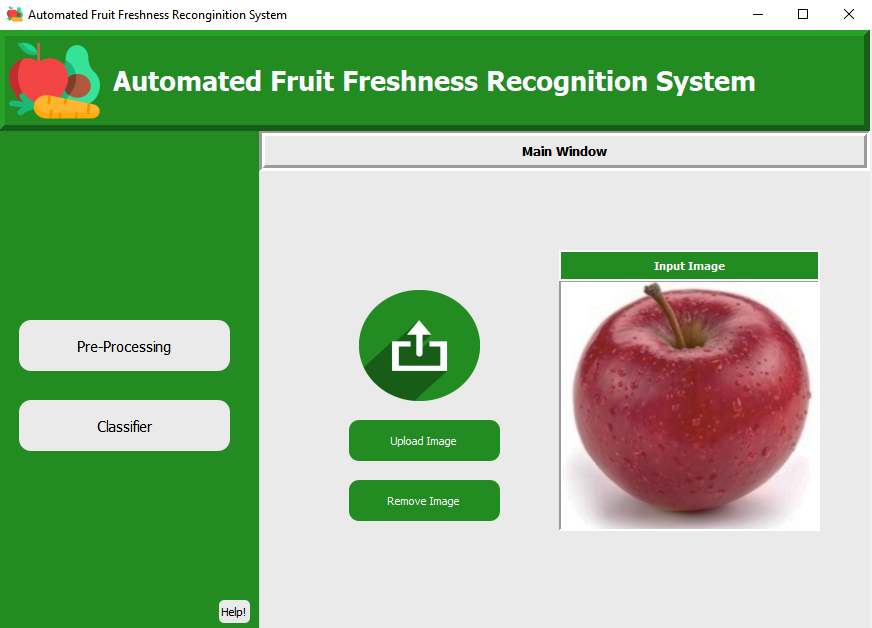 Automated Fruit Freshness Reconginition System
Automated Fruit Freshness Recognition System
Main Window
Input Image
Pre-Processing
Classifier
Upload Image
Remove Image
Help!